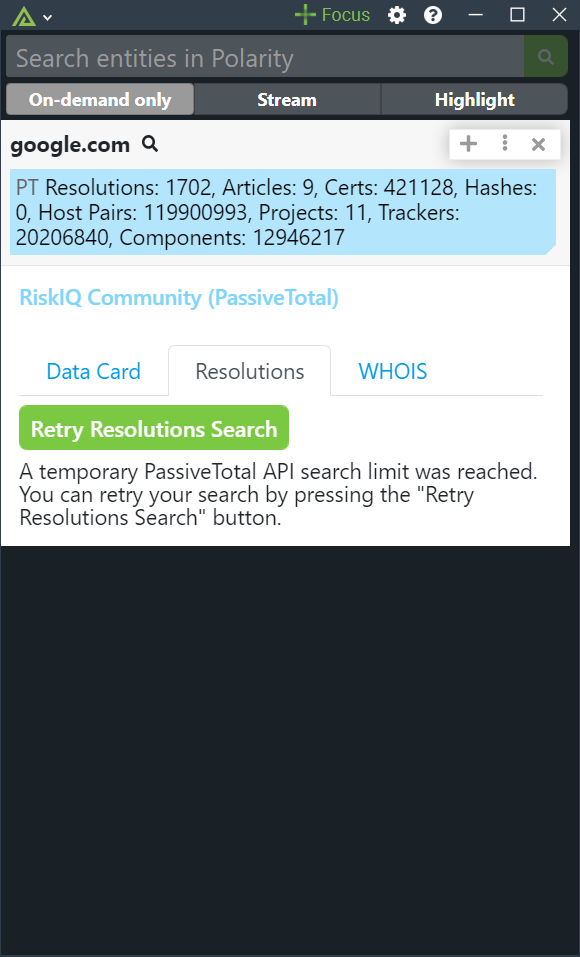 Focus
Search entities in Polarity
On-demand only
Stream
Highlight
google.com
PT Resolutions: 1702, Articles: 9, Certs: 421128, Hashes:
0, Host Pairs: 119900993, Projects: 11, Trackers:
20206840, Components: 12946217
RiskIQ Community (PassiveTotal)
Data Card
Resolutions
WHOIS
Retry Resolutions Search
A temporary PassiveTotal API search limit was reached.
You can retry your search by pressing the "Retry
Resolutions Search" button.